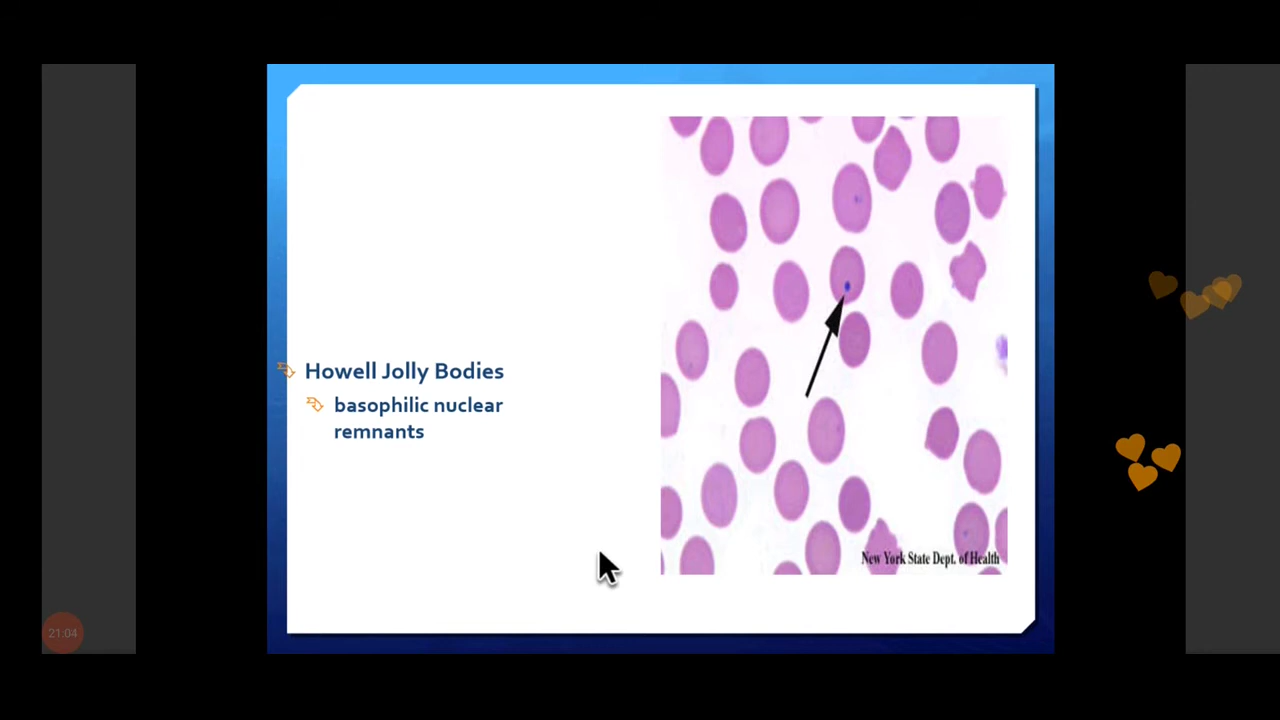 Howell Jolly Bodies
basophilic nuclear
remnants
New York State Dept. of Health
21:04